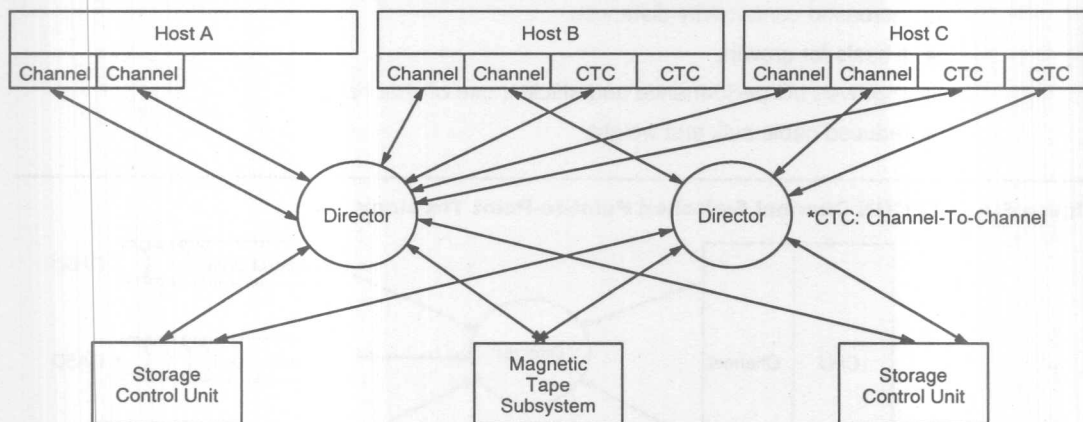 Host A
Host B
Host C
Channel Channel
Channel Channel CTC CTC
Channel Channel CTC CTC
Director
Director
*CTC: Channel-To-Channel
Storage
Control Unit
Magnetic
Tape
Subsystem
Storage
Control Unit